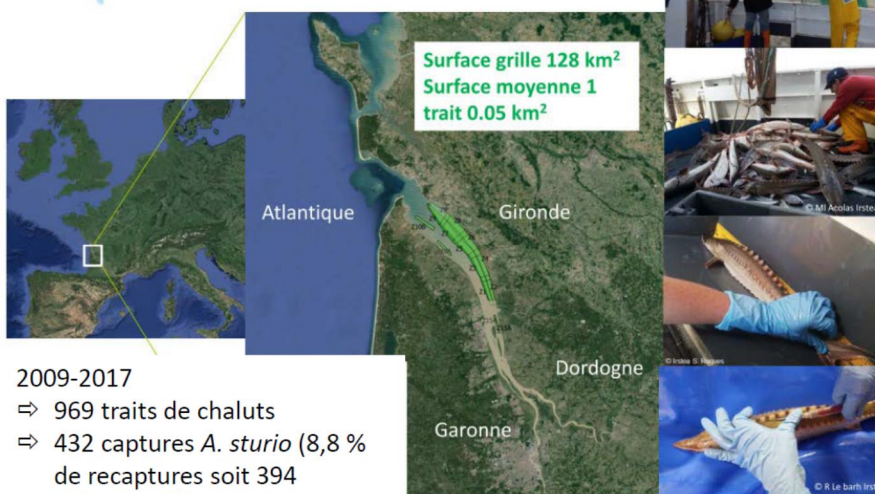 Surface grille 128 km²
Surface moyenne 1
trait 0.05 km²
Atlantique
Gironde
Dordogne
Garonne
2009-2017
⇨ 969 traits de chaluts
⇨ 432 captures A. sturio (8,8 %
de recaptures soit 394
© MI Acolas Irstea
© Irstea S. Roques
© R Le barh Irst